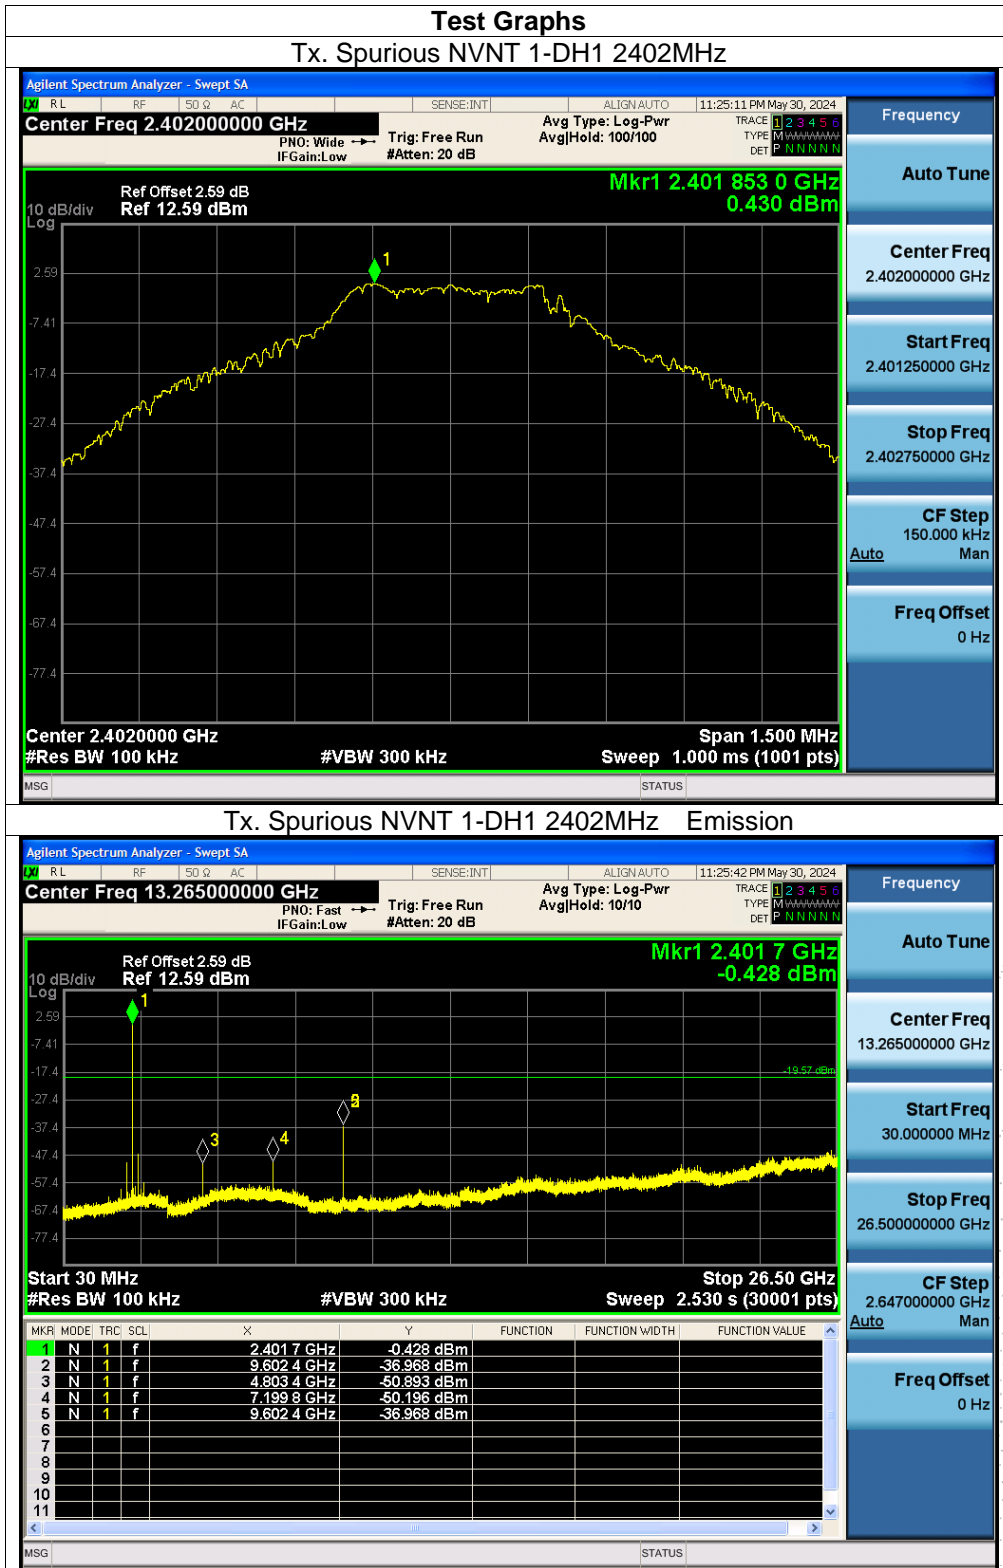 Test Graphs
Tx. Spurious NVNT 1-DH1 2402MHz
Agilent Spectrum Analyzer - Swept SA
LXI RL RF 50 Ω AC SENSE:INT ALIGN AUTO 11:25:11 PM May 30, 2024
Center Freq 2.402000000 GHz
PNO: Wide
IFGain:Low
Trig: Free Run
#Atten: 20 dB
Avg Type: Log-Pwr
Avg|Hold: 100/100
TRACE 1 2 3 4 5 6
TYPE MWWWWW
DET P N N N N N
Frequency
Auto Tune
Center Freq
2.402000000 GHz
Start Freq
2.401250000 GHz
Stop Freq
2.402750000 GHz
CF Step
150.000 kHz
Auto Man
Freq Offset
0 Hz
Mkr1 2.401 853 0 GHz
0.430 dBm
Ref Offset 2.59 dB
10 dB/div Ref 12.59 dBm
Log
1
2.59
-7.41
-17.4
-27.4
-37.4
-47.4
-57.4
-67.4
-77.4
Center 2.4020000 GHz Span 1.500 MHz
#Res BW 100 kHz #VBW 300 kHz Sweep 1.000 ms (1001 pts)
MSG STATUS
Tx. Spurious NVNT 1-DH1 2402MHz Emission
Agilent Spectrum Analyzer - Swept SA
LXI RL RF 50 Ω AC SENSE:INT ALIGN AUTO 11:25:42 PM May 30, 2024
Center Freq 13.265000000 GHz
PNO: Fast
IFGain:Low
Trig: Free Run
#Atten: 20 dB
Avg Type: Log-Pwr
Avg|Hold: 10/10
TRACE 1 2 3 4 5 6
TYPE MWWWWW
DET P N N N N N
Frequency
Auto Tune
Center Freq
13.265000000 GHz
Start Freq
30.000000 MHz
Stop Freq
26.500000000 GHz
CF Step
2.647000000 GHz
Auto Man
Freq Offset
0 Hz
Mkr1 2.401 7 GHz
-0.428 dBm
Ref Offset 2.59 dB
10 dB/div Ref 12.59 dBm
Log
1
2.59
-7.41
-17.4
-19.57 dBm
-27.4
-37.4
3
4
-47.4
-57.4
-67.4
-77.4
Start 30 MHz Stop 26.50 GHz
#Res BW 100 kHz #VBW 300 kHz Sweep 2.530 s (30001 pts)
MKR MODE TRC SCL X Y FUNCTION FUNCTION WIDTH FUNCTION VALUE
1 N 1 f 2.401 7 GHz -0.428 dBm
2 N 1 f 9.602 4 GHz -36.968 dBm
3 N 1 f 4.803 4 GHz -50.893 dBm
4 N 1 f 7.199 8 GHz -50.196 dBm
5 N 1 f 9.602 4 GHz -36.968 dBm
6
7
8
9
10
11
MSG STATUS